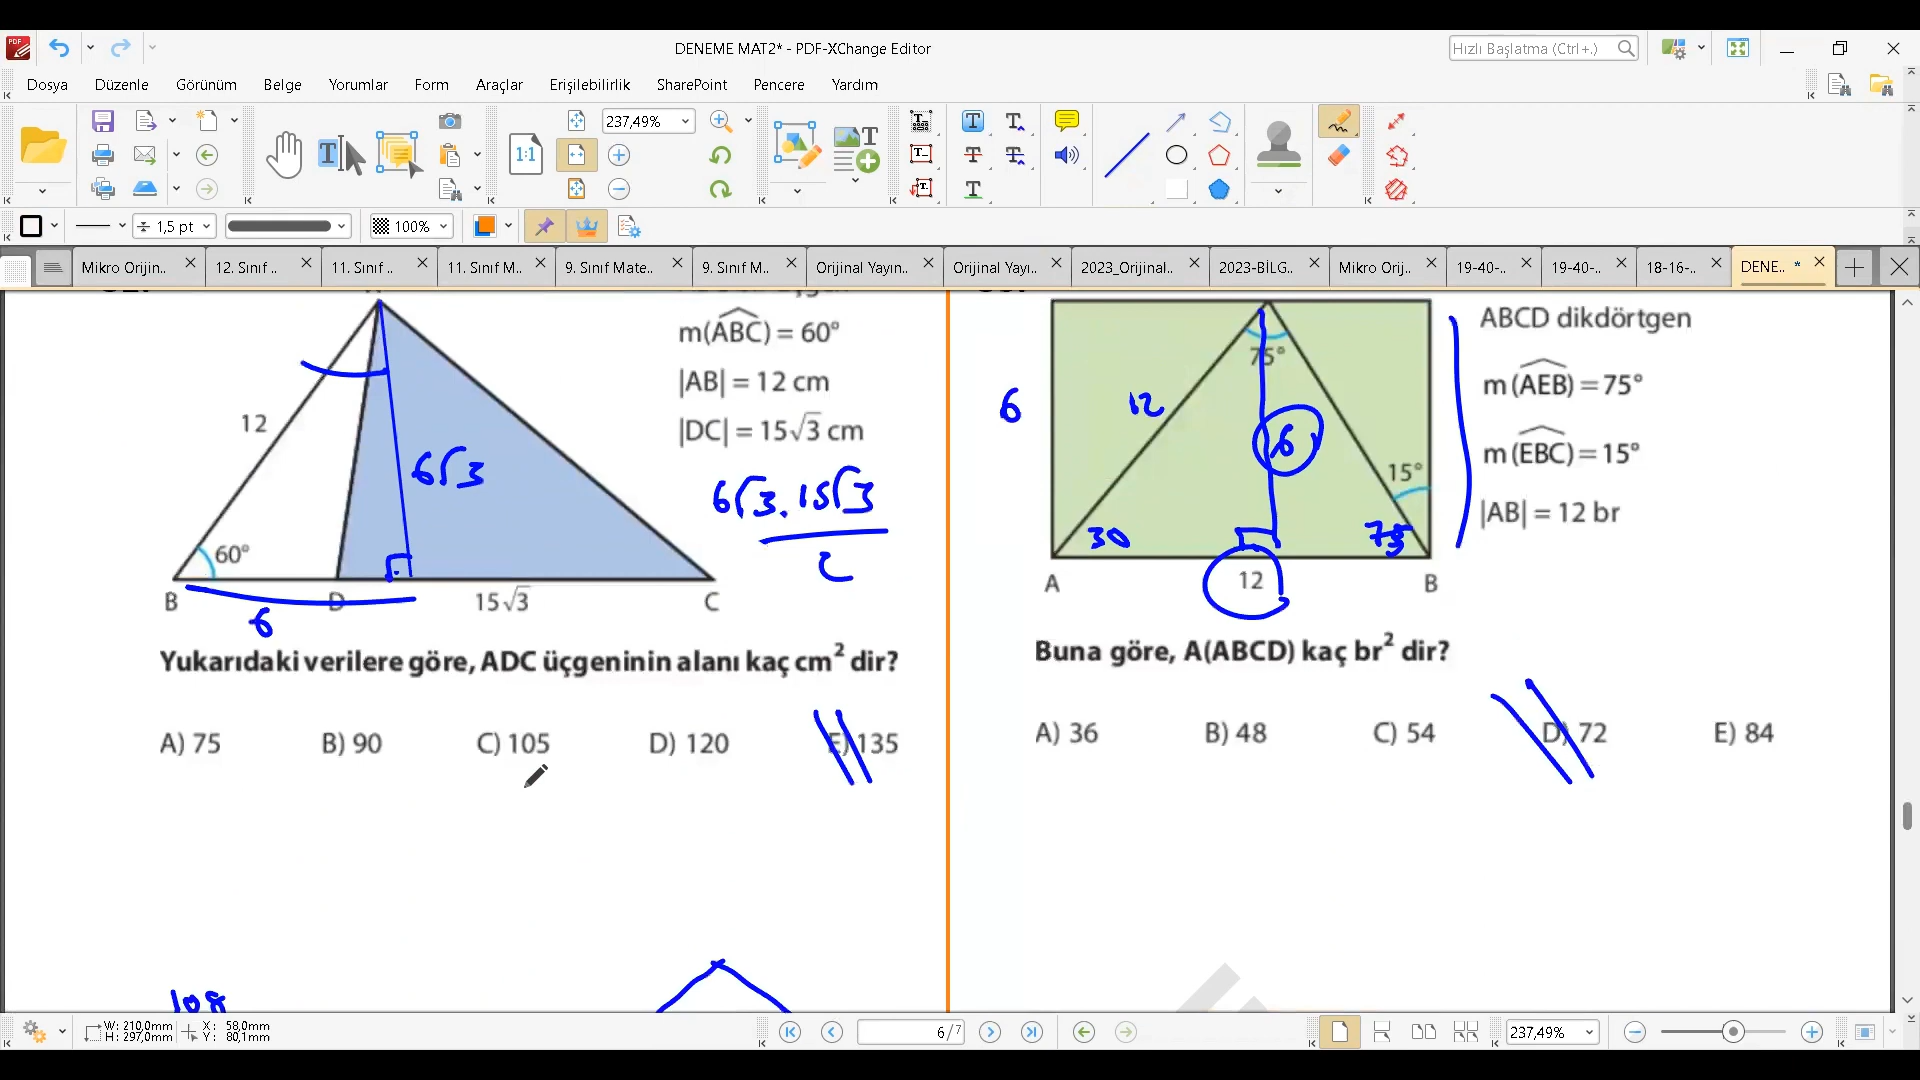 DENEME MAT2* - PDF-XChange Editor
Hızlı Başlatma (Ctrl+.)
Dosya Düzenle Görünüm Belge Yorumlar Form Araçlar Erişilebilirlik SharePoint Pencere Yardım
237,49%
1:1
1,5 pt
100%
Mikro Orijin..
12. Sınıf ..
11. Sınıf ..
11. Sınıf M..
9. Sınıf Mate..
9. Sınıf M..
Orijinal Yayın..
Orijinal Yayı..
2023_Orijinal..
2023-BİLG..
Mikro Orij..
19-40-..
19-40-..
18-16-..
DENE.. *
m(ABC) = 60°
|AB| = 12 cm
|DC| = 15√3 cm
12
6√3
6√3.15√3
2
60°
B D 15√3 C
6
Yukarıdaki verilere göre, ADC üçgeninin alanı kaç cm² dir?
A) 75 B) 90 C) 105 D) 120 E) 135
108
ABCD dikdörtgen
m(AEB) = 75°
m(EBC) = 15°
|AB| = 12 br
75°
6
12
6
15°
30
75
A 12 B
Buna göre, A(ABCD) kaç br² dir?
A) 36 B) 48 C) 54 D) 72 E) 84
W: 210,0mm
H: 297,0mm
X: 58,0mm
Y: 80,1mm
6/7
237,49%